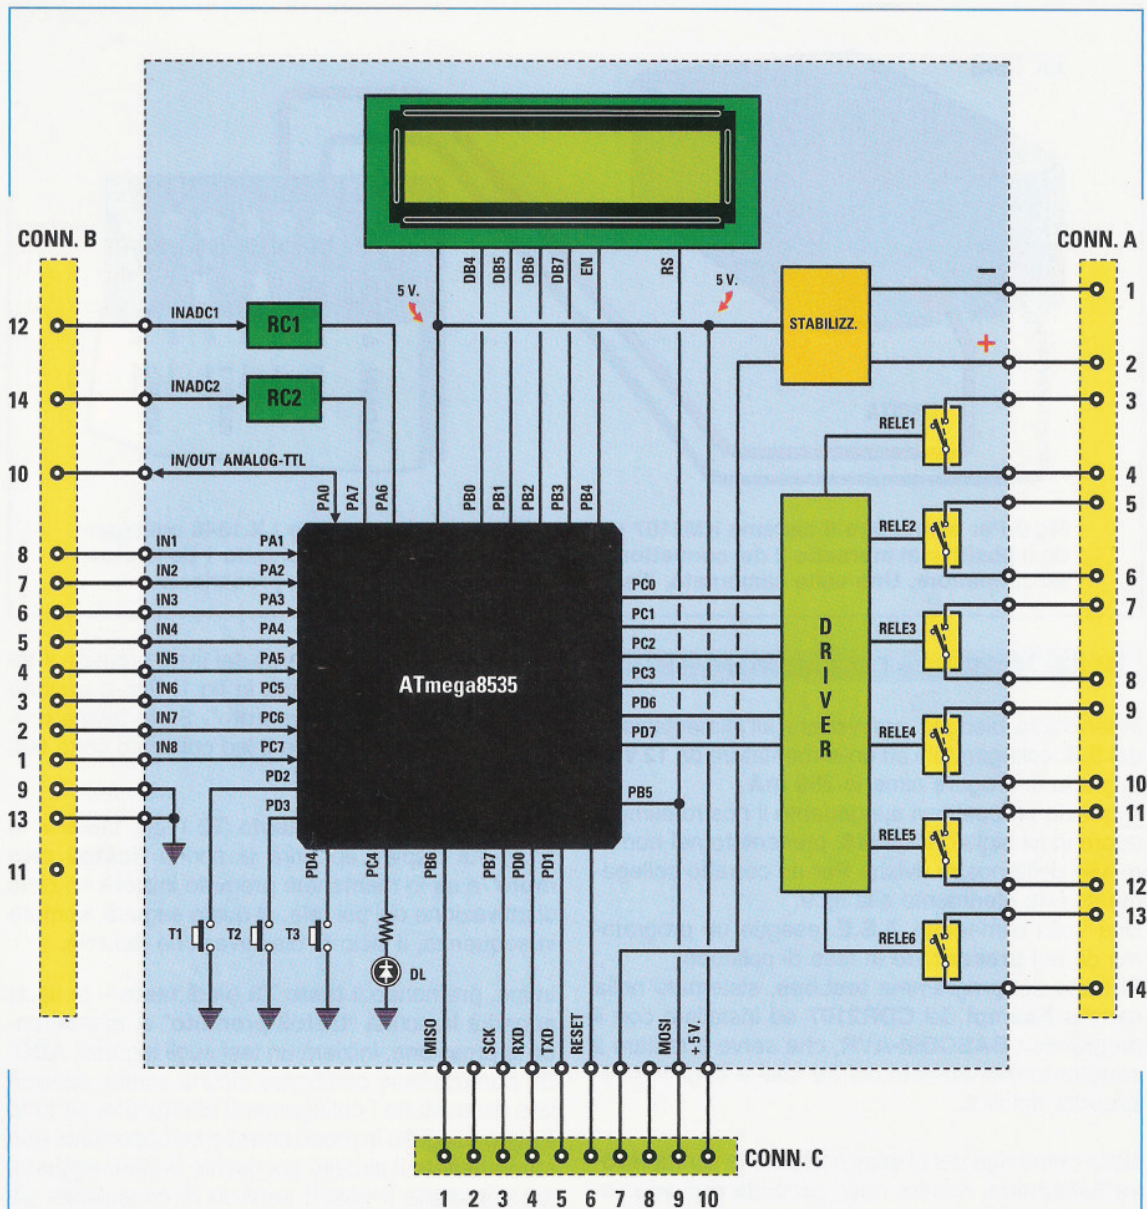 CONN. B
CONN. A
DB4
DB5
DB6
DB7
EN
RS
5 V.
5 V.
STABILIZZ.
−
+
INADC1
RC1
INADC2
RC2
IN/OUT ANALOG-TTL
12
14
10
8
7
6
5
4
3
2
1
9
13
11
IN1
IN2
IN3
IN4
IN5
IN6
IN7
IN8
PA0
PA7
PA6
PB0
PB1
PB2
PB3
PB4
PA1
PA2
PA3
PA4
PA5
PC5
PC6
PC7
PD2
PD3
ATmega8535
PC0
PC1
PC2
PC3
PD6
PD7
PB5
PD4
PC4
PB6
PB7
PD0
PD1
DRIVER
RELE1
RELE2
RELE3
RELE4
RELE5
RELE6
1
2
3
4
5
6
7
8
9
10
11
12
13
14
T1
T2
T3
DL
MISO
SCK
RXD
TXD
RESET
MOSI
+ 5 V.
CONN. C
1 2 3 4 5 6 7 8 9 10